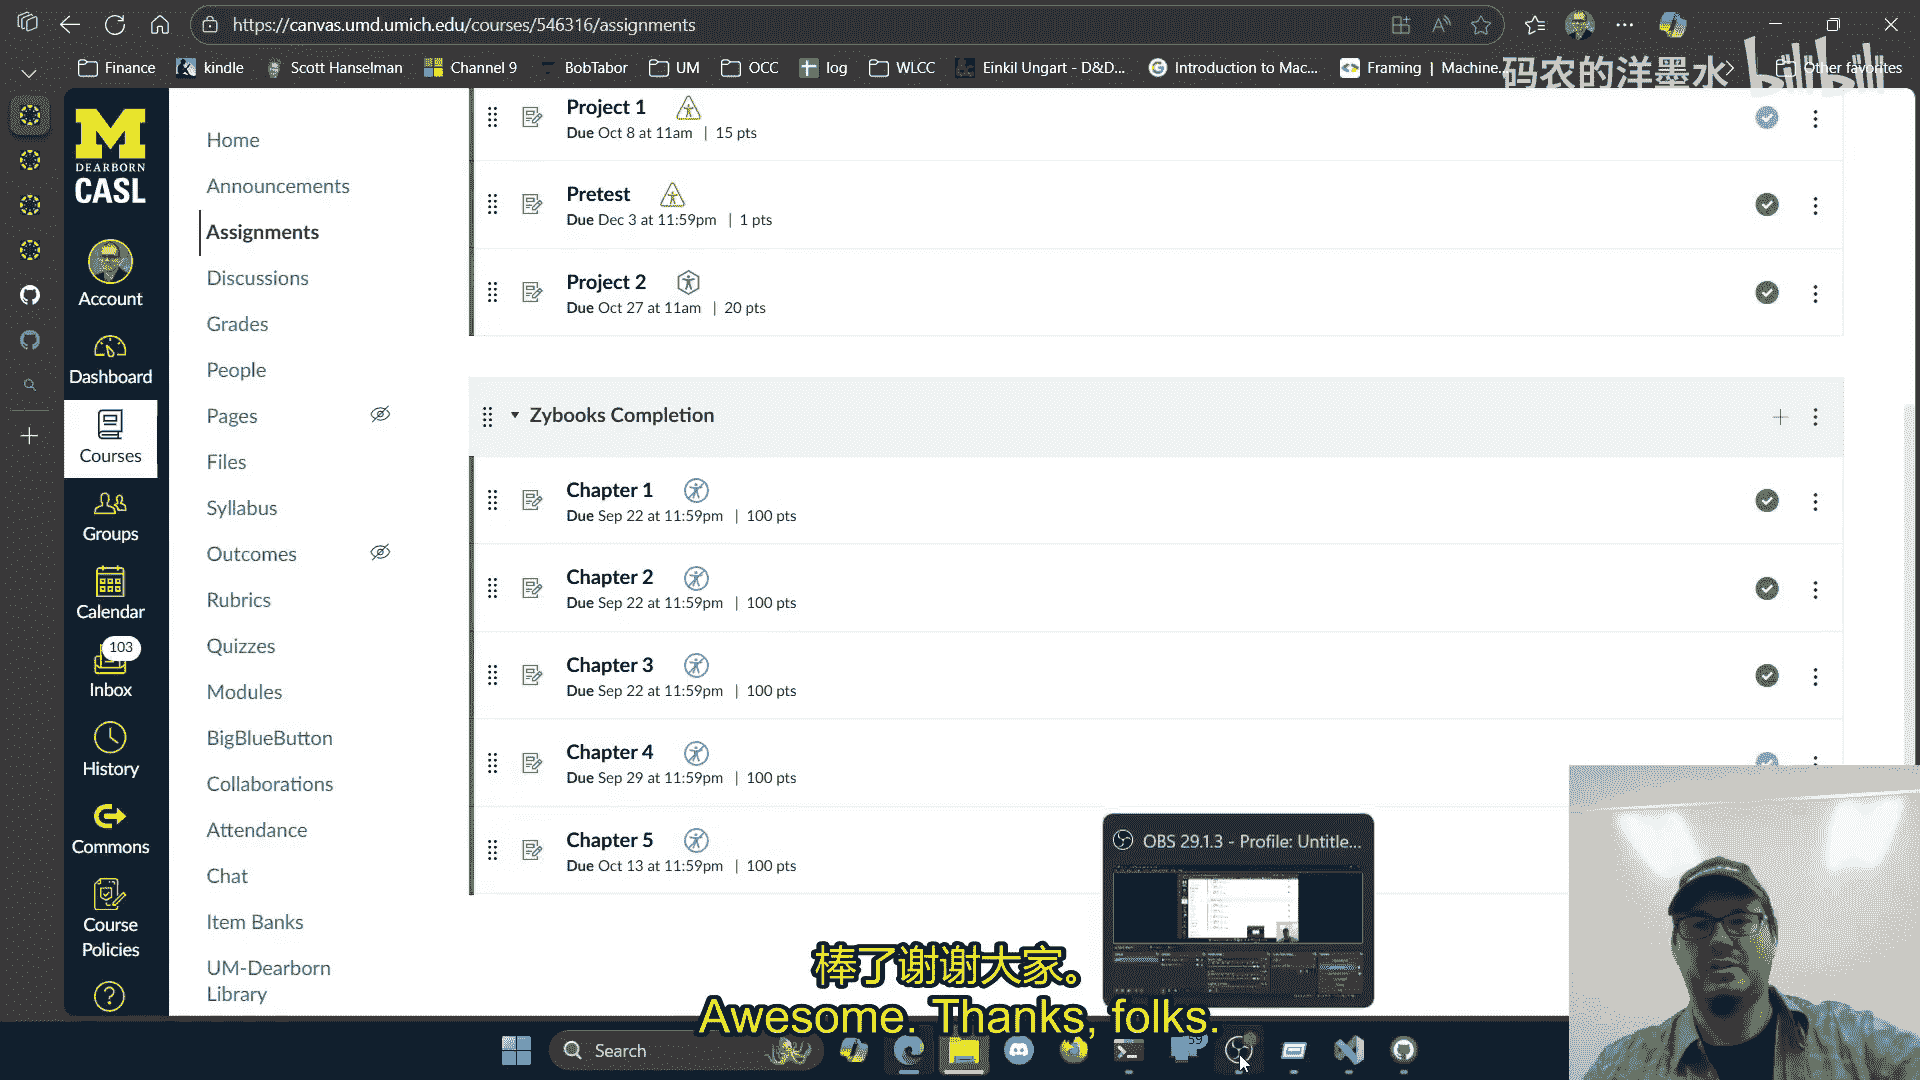 https://canvas.umd.umich.edu/courses/546316/assignments
Finance
kindle
Scott Hanselman
Channel 9
BobTabor
UM
OCC
log
WLCC
Einkil Ungart - D&D...
Introduction to Mac...
Framing | Machine...
Other favorites
码农的洋墨水
bilibili
M
DEARBORN
CASL
Account
Dashboard
Courses
Groups
Calendar
103
Inbox
History
Commons
Course
Policies
Home
Announcements
Assignments
Discussions
Grades
People
Pages
Files
Syllabus
Outcomes
Rubrics
Quizzes
Modules
BigBlueButton
Collaborations
Attendance
Chat
Item Banks
UM-Dearborn
Library
Project 1
Due Oct 8 at 11am | 15 pts
Pretest
Due Dec 3 at 11:59pm | 1 pts
Project 2
Due Oct 27 at 11am | 20 pts
Zybooks Completion
Chapter 1
Due Sep 22 at 11:59pm | 100 pts
Chapter 2
Due Sep 22 at 11:59pm | 100 pts
Chapter 3
Due Sep 22 at 11:59pm | 100 pts
Chapter 4
Due Sep 29 at 11:59pm | 100 pts
Chapter 5
Due Oct 13 at 11:59pm | 100 pts
OBS 29.1.3 - Profile: Untitle...
棒了谢谢大家。
Awesome. Thanks, folks.
Search
59